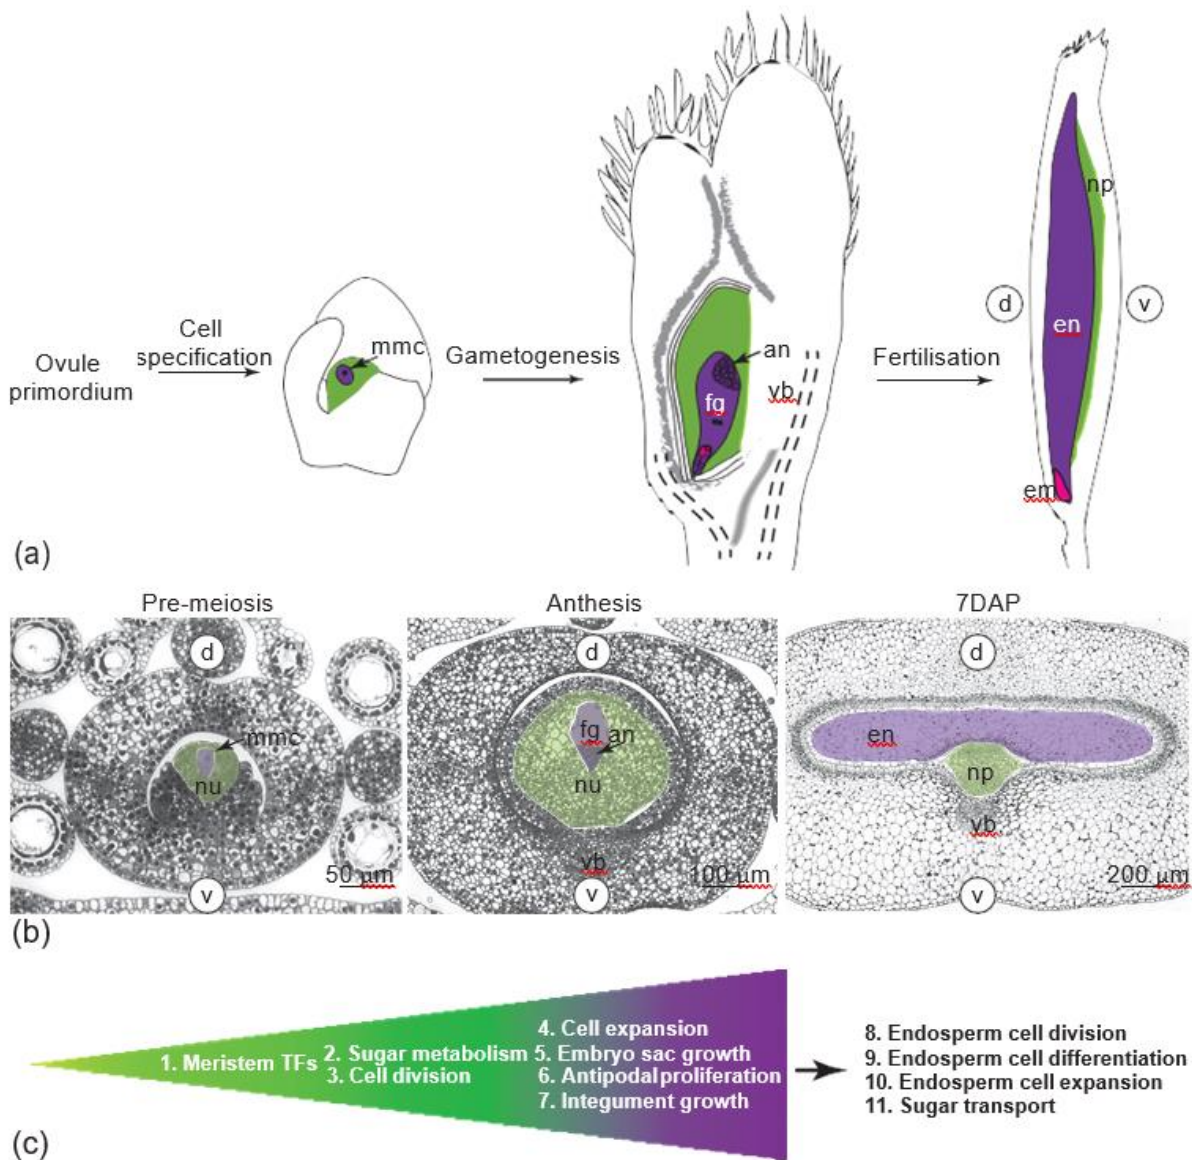 Ovule
primordium
Cell
specification
mmc
Gametogenesis
an
fg
vb
Fertilisation
np
d
v
en
em
(a)
Pre-meiosis
Anthesis
7DAP
d
mmc
nu
50 µm
v
d
fg
an
nu
vb
100 µm
v
d
en
np
vb
200 µm
v
(b)
1. Meristem TFs
2. Sugar metabolism
3. Cell division
4. Cell expansion
5. Embryo sac growth
6. Antipodal proliferation
7. Integument growth
8. Endosperm cell division
9. Endosperm cell differentiation
10. Endosperm cell expansion
11. Sugar transport
(c)